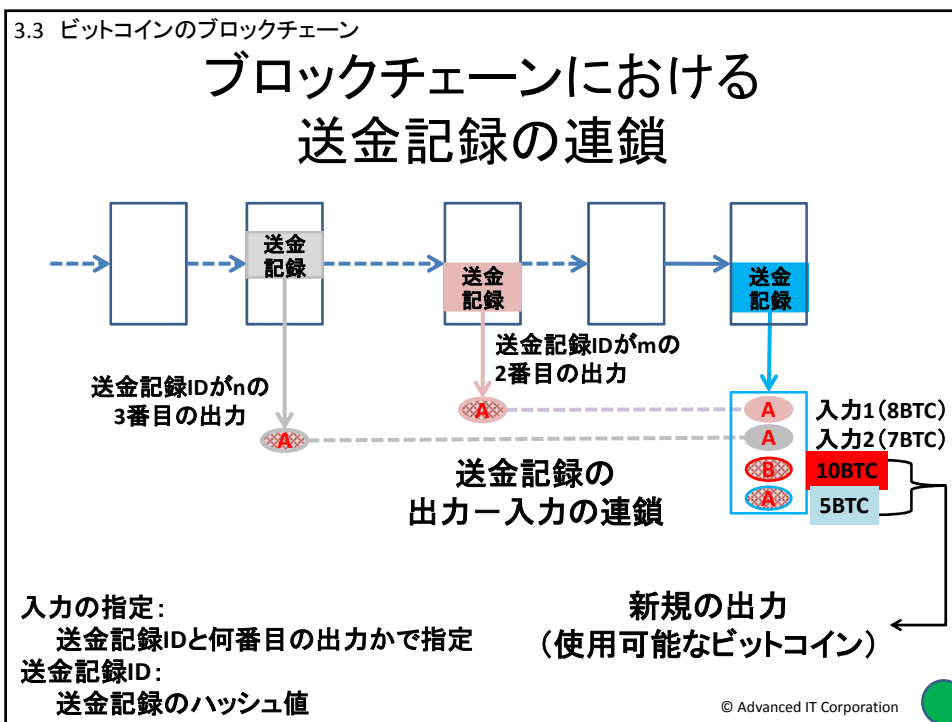 3.3 ビットコインのブロックチェーン
ブロックチェーンにおける
送金記録の連鎖
送金
記録
送金
記録
送金
記録
送金記録IDがmの
2番目の出力
送金記録IDがnの
3番目の出力
A
A
A
入力1(8BTC)
A
入力2(7BTC)
B
10BTC
A
5BTC
送金記録の
出力ー入力の連鎖
入力の指定:
送金記録IDと何番目の出力かで指定
送金記録ID:
送金記録のハッシュ値
新規の出力
(使用可能なビットコイン)
© Advanced IT Corporation